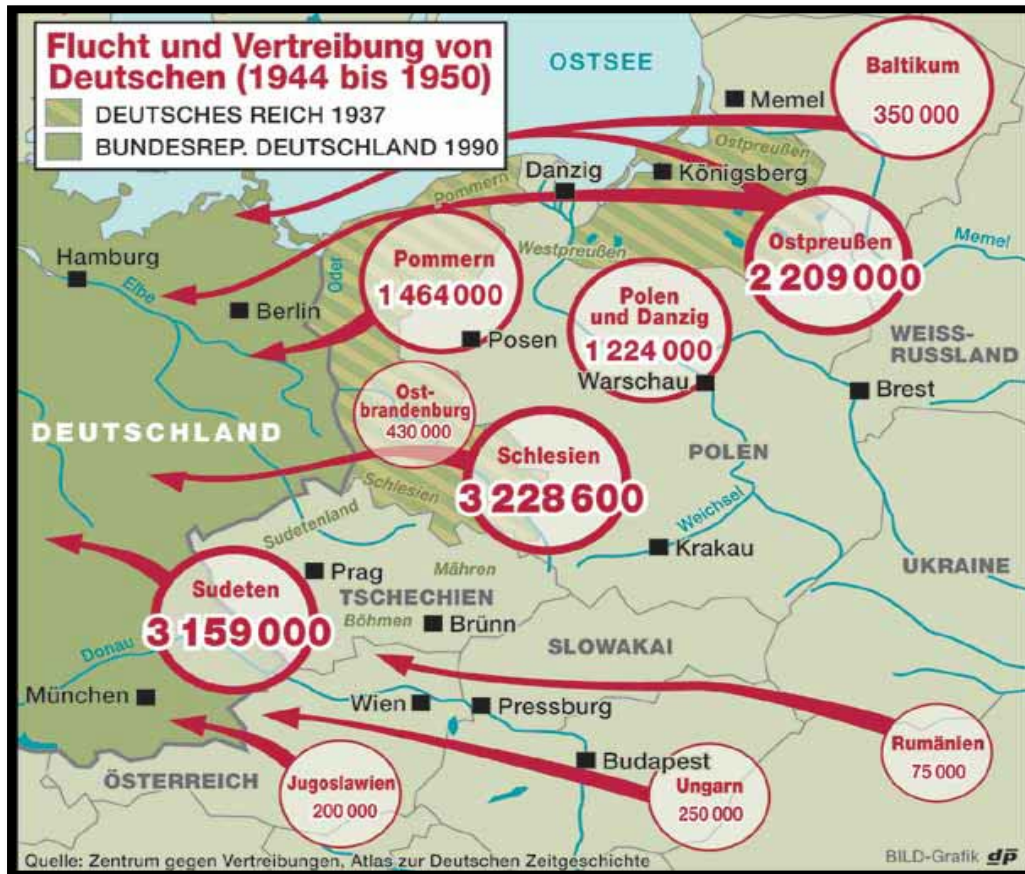 Flucht und Vertreibung von
Deutschen (1944 bis 1950)
DEUTSCHES REICH 1937
BUNDESREP. DEUTSCHLAND 1990
OSTSEE
Baltikum
350 000
Memel
Ostpreußen
Königsberg
Danzig
Pommern
Westpreußen
Ostpreußen
2 209 000
Memel
Hamburg
Elbe
Oder
Berlin
Pommern
1 464 000
Posen
Polen
und Danzig
1 224 000
Warschau
WEISS-
RUSSLAND
Brest
Ost-
brandenburg
430 000
DEUTSCHLAND
Schlesien
3 228 600
POLEN
Schlesien
Weichsel
Sudetenland
Krakau
UKRAINE
Prag
Mähren
Sudeten
3 159 000
TSCHECHIEN
Böhmen
Brünn
SLOWAKAI
Donau
München
Wien
Pressburg
Budapest
Rumänien
75 000
ÖSTERREICH
Jugoslawien
200 000
Ungarn
250 000
Quelle: Zentrum gegen Vertreibungen, Atlas zur Deutschen Zeitgeschichte
BILD-Grafik dp